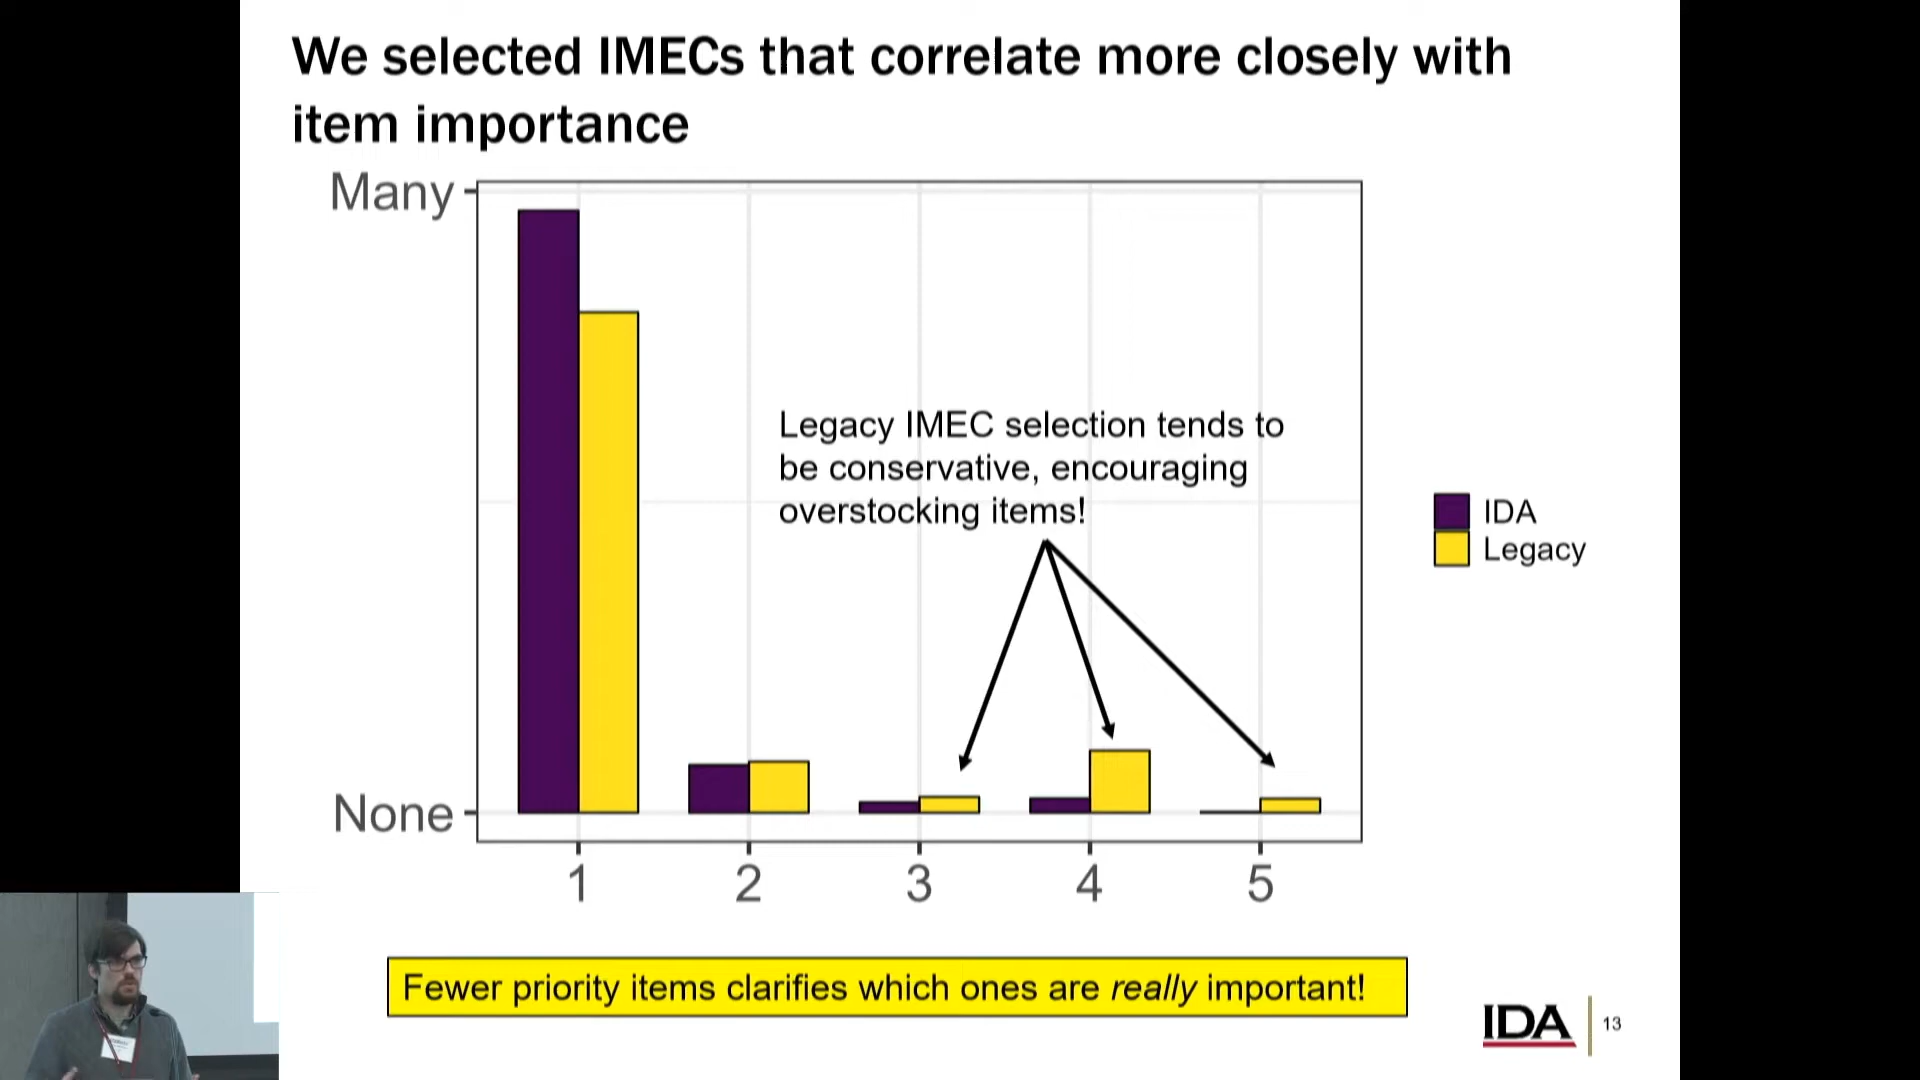 We selected IMECs that correlate more closely with
item importance
Many
None
Legacy IMEC selection tends to
be conservative, encouraging
overstocking items!
IDA
Legacy
1 2 3 4 5
Fewer priority items clarifies which ones are really important!
IDA
13